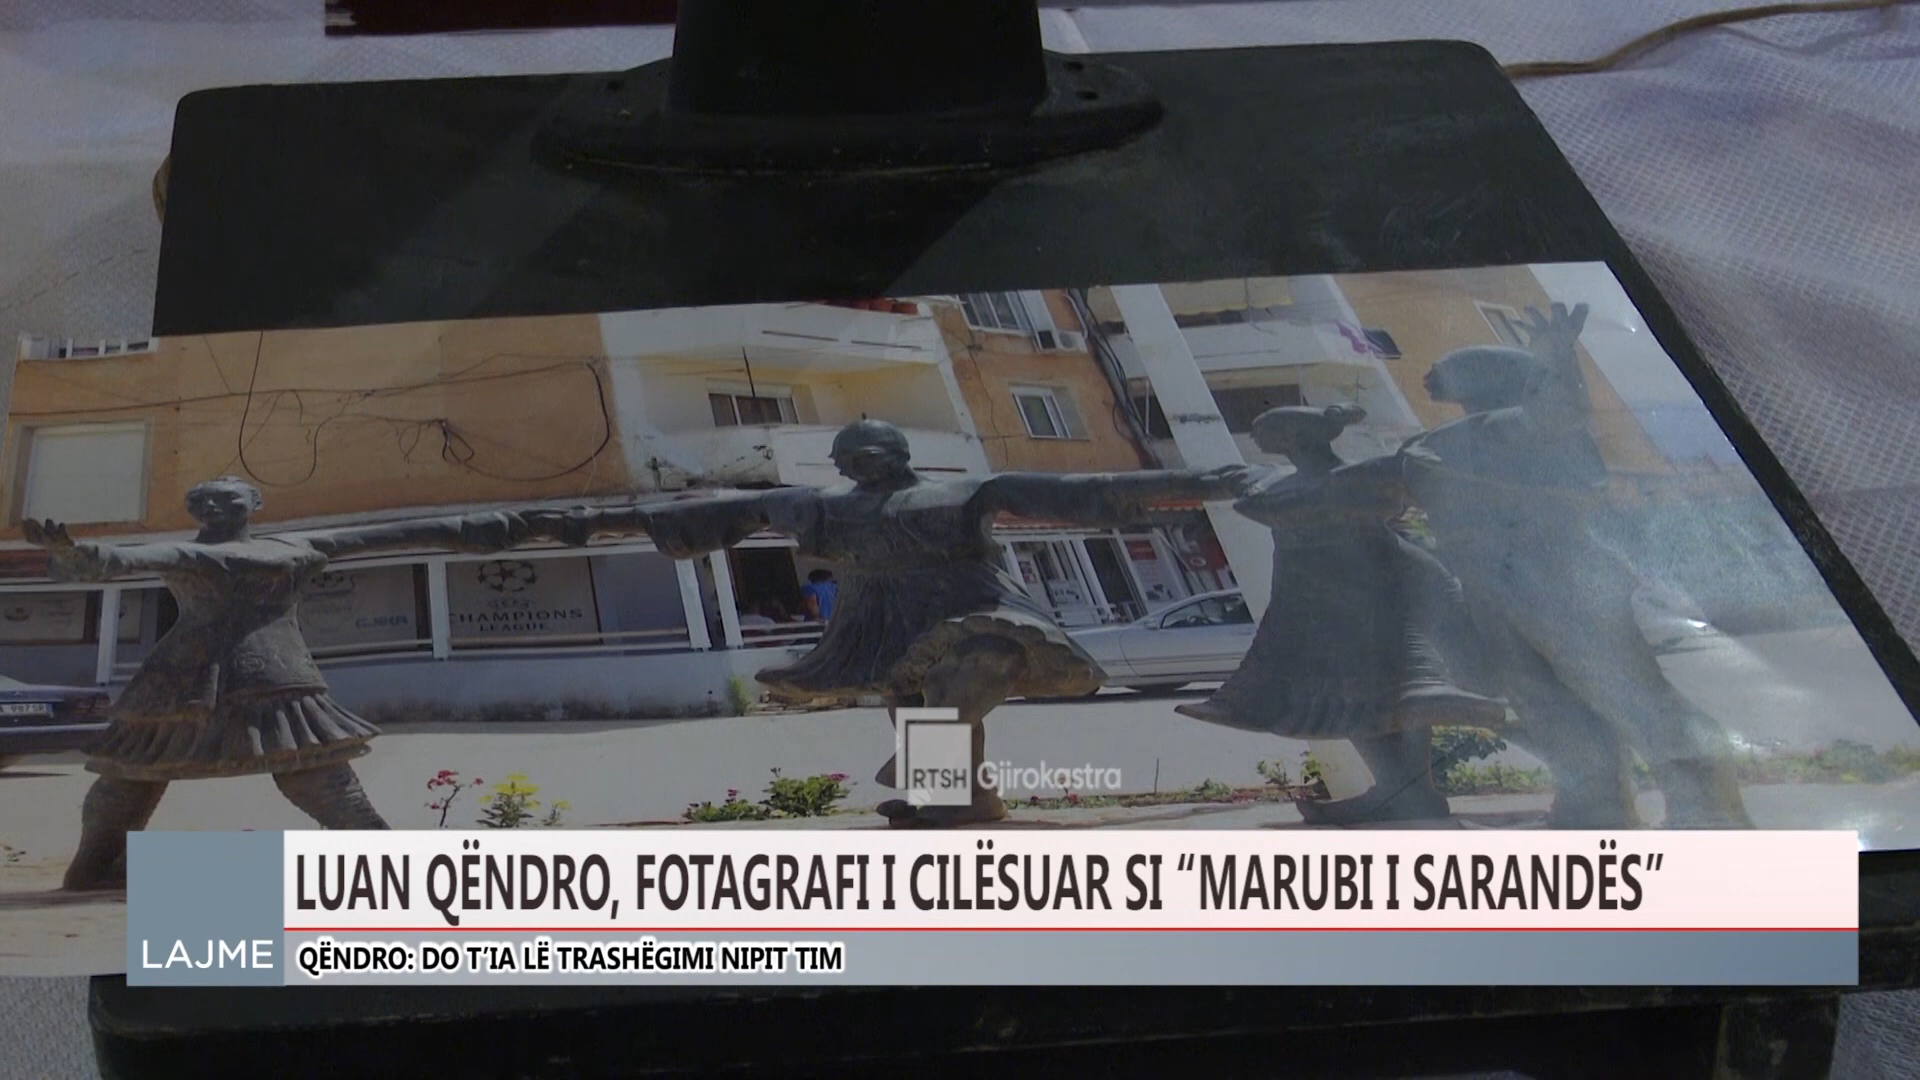 CHAMPIONS
LEAGUE
RTSH Gjirokastra
LUAN QËNDRO, FOTAGRAFI I CILËSUAR SI “MARUBI I SARANDËS”
LAJME
QËNDRO: DO T’IA LË TRASHËGIMI NIPIT TIM